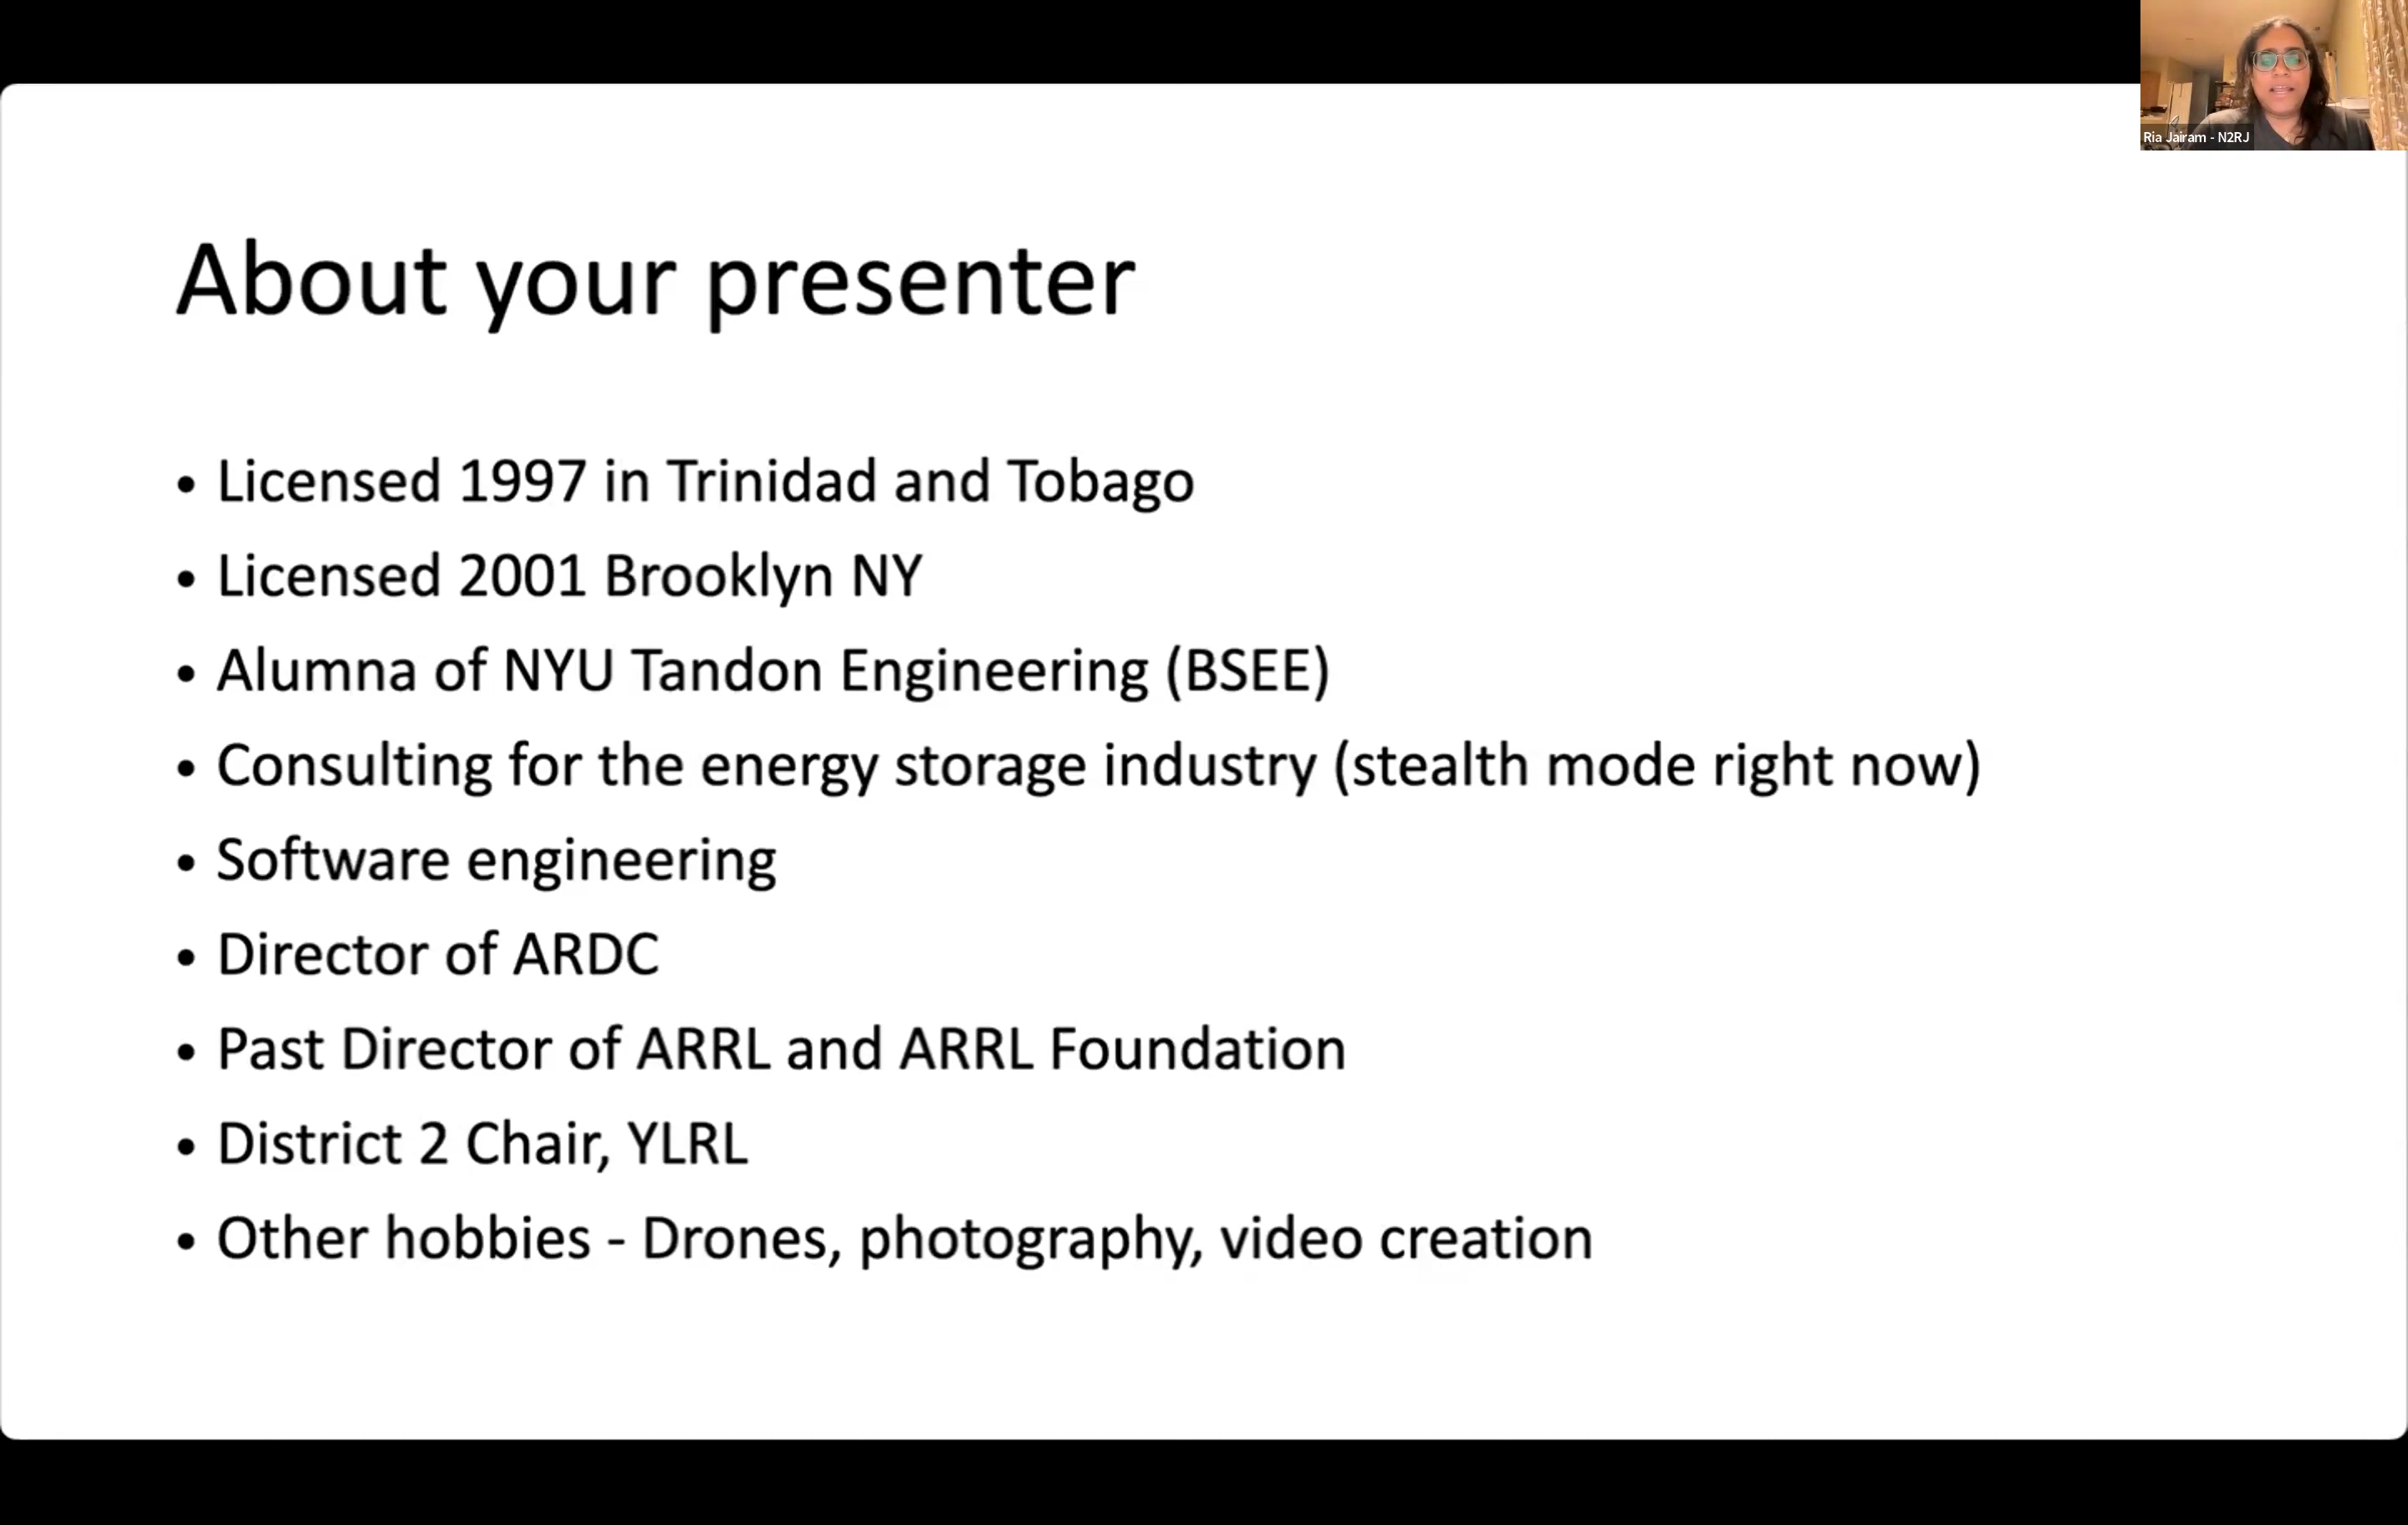 Ria Jairam - N2RJ
About your presenter
• Licensed 1997 in Trinidad and Tobago
• Licensed 2001 Brooklyn NY
• Alumna of NYU Tandon Engineering (BSEE)
• Consulting for the energy storage industry (stealth mode right now)
• Software engineering
• Director of ARDC
• Past Director of ARRL and ARRL Foundation
• District 2 Chair, YLRL
• Other hobbies - Drones, photography, video creation